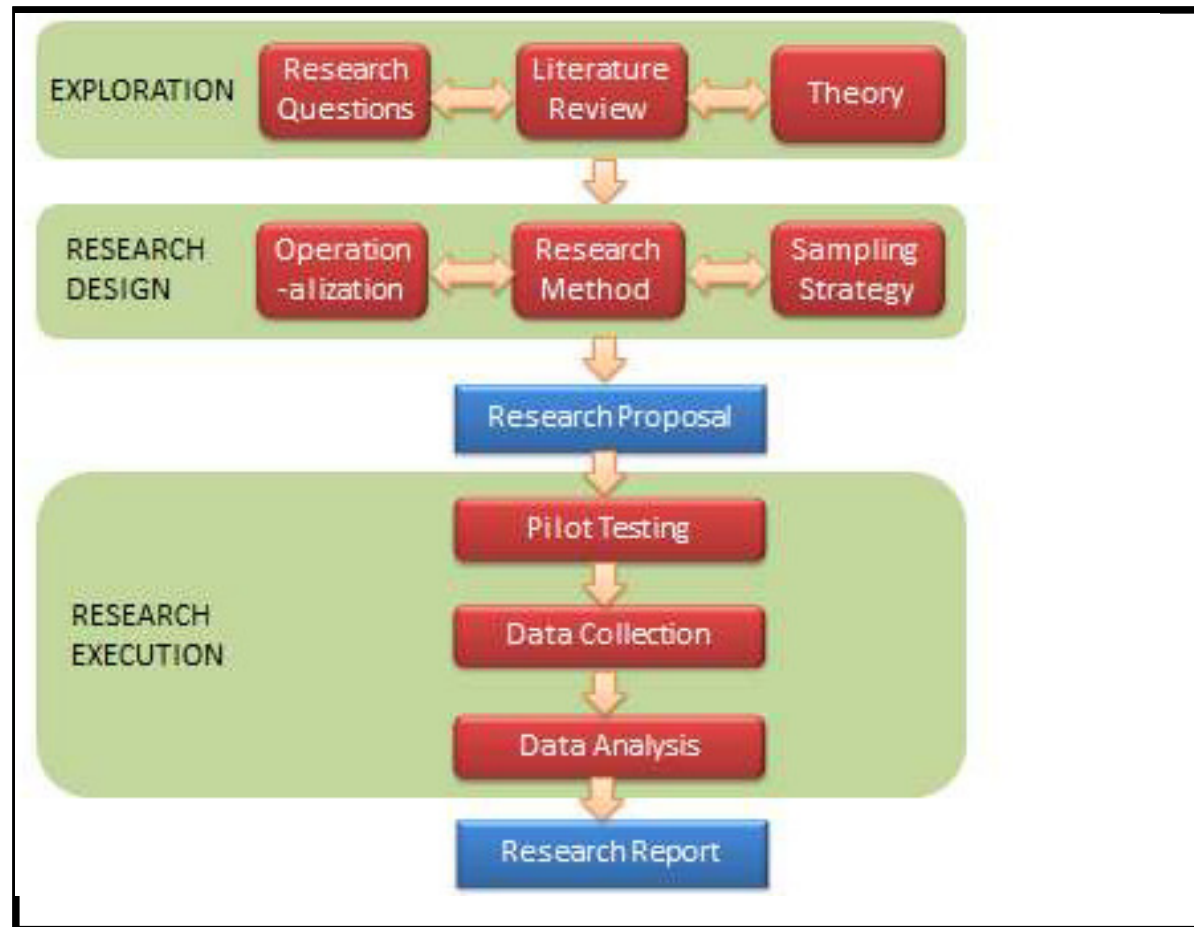 EXPLORATION
Research
Questions
Literature
Review
Theory
RESEARCH
DESIGN
Operation
-alization
Research
Method
Sampling
Strategy
Research Proposal
RESEARCH
EXECUTION
Pilot Testing
Data Collection
Data Analysis
Research Report